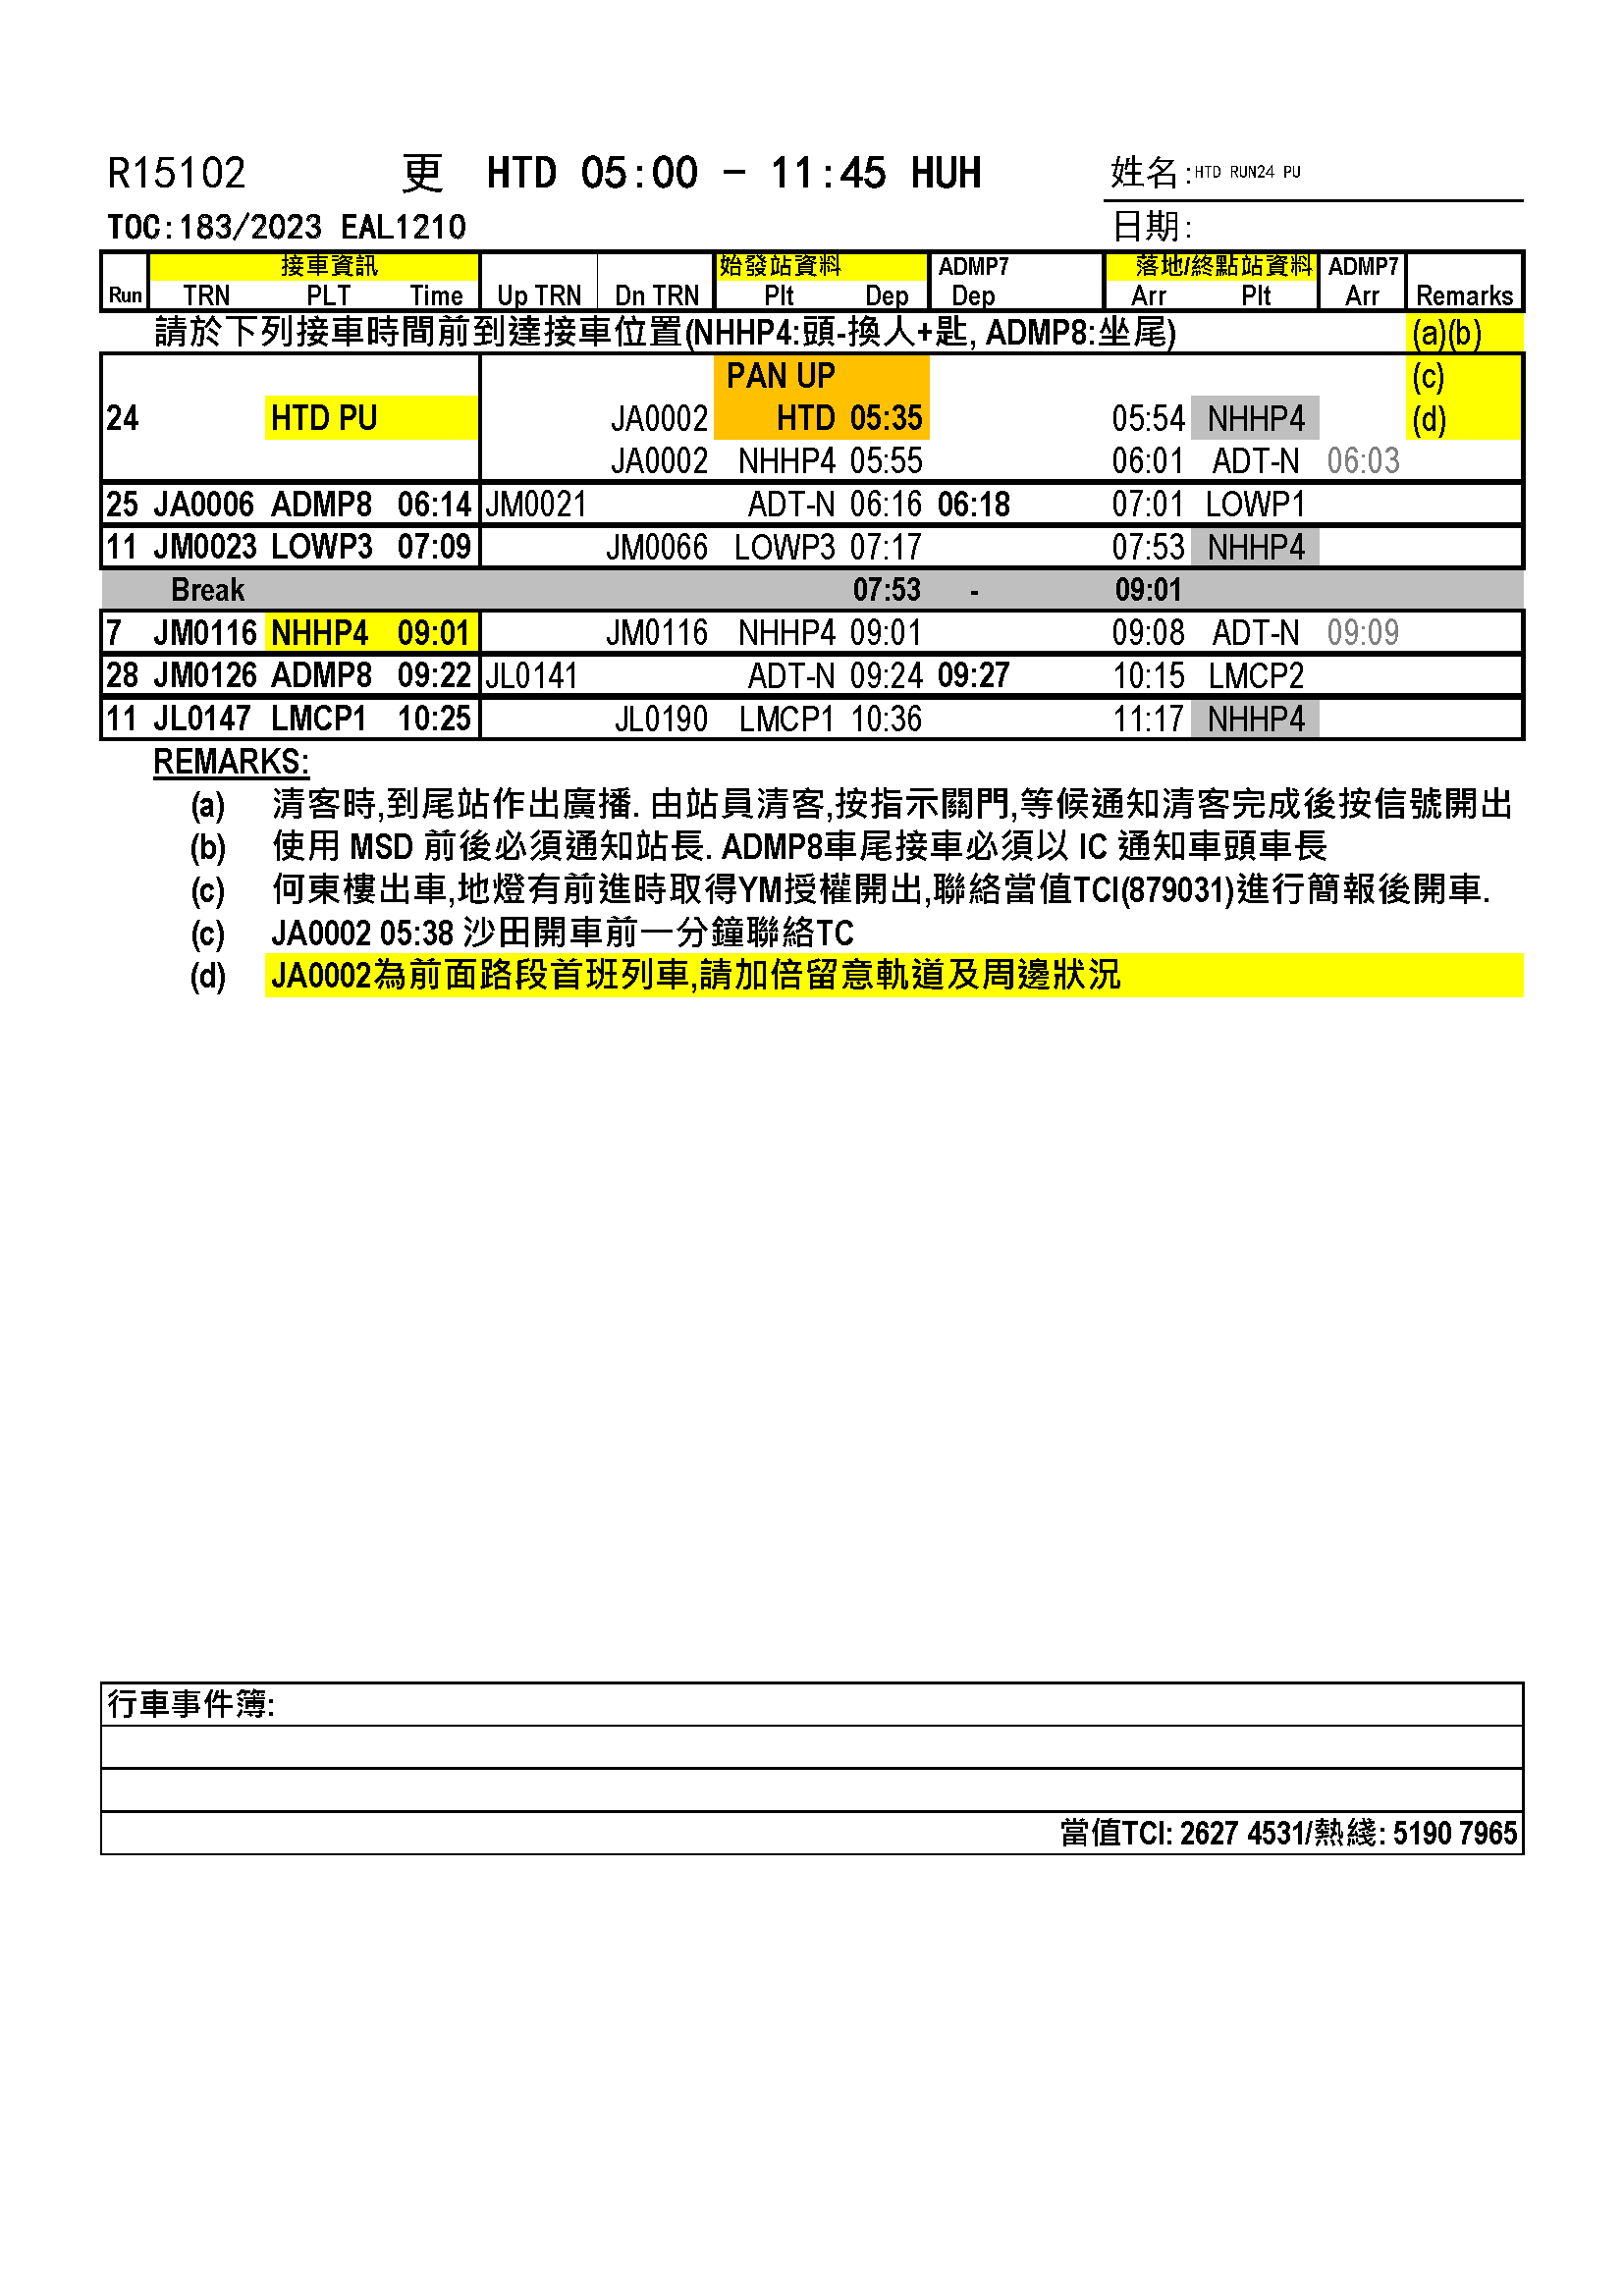 R15102 更 HTD 05:00 - 11:45 HUH 姓名:HTD RUN24 PU
TOC:183/2023 EAL1210 日期:
接車資訊 始發站資料 ADMP7 落地/終點站資料 ADMP7
Run TRN PLT Time Up TRN Dn TRN Plt Dep Dep Arr Plt Arr Remarks
請於下列接車時間前到達接車位置(NHHP4:頭-換人+匙, ADMP8:坐尾) (a)(b)
PAN UP (c)
24 HTD PU JA0002 HTD 05:35 05:54 NHHP4 (d)
JA0002 NHHP4 05:55 06:01 ADT-N 06:03
25 JA0006 ADMP8 06:14 JM0021 ADT-N 06:16 06:18 07:01 LOWP1
11 JM0023 LOWP3 07:09 JM0066 LOWP3 07:17 07:53 NHHP4
Break 07:53 - 09:01
7 JM0116 NHHP4 09:01 JM0116 NHHP4 09:01 09:08 ADT-N 09:09
28 JM0126 ADMP8 09:22 JL0141 ADT-N 09:24 09:27 10:15 LMCP2
11 JL0147 LMCP1 10:25 JL0190 LMCP1 10:36 11:17 NHHP4
REMARKS:
(a) 清客時,到尾站作出廣播. 由站員清客,按指示關門,等候通知清客完成後按信號開出
(b) 使用 MSD 前後必須通知站長. ADMP8車尾接車必須以 IC 通知車頭車長
(c) 何東樓出車,地燈有前進時取得YM授權開出,聯絡當值TCI(879031)進行簡報後開車.
(c) JA0002 05:38 沙田開車前一分鐘聯絡TC
(d) JA0002為前面路段首班列車,請加倍留意軌道及周邊狀況
行車事件簿:
當值TCI: 2627 4531/熱綫: 5190 7965